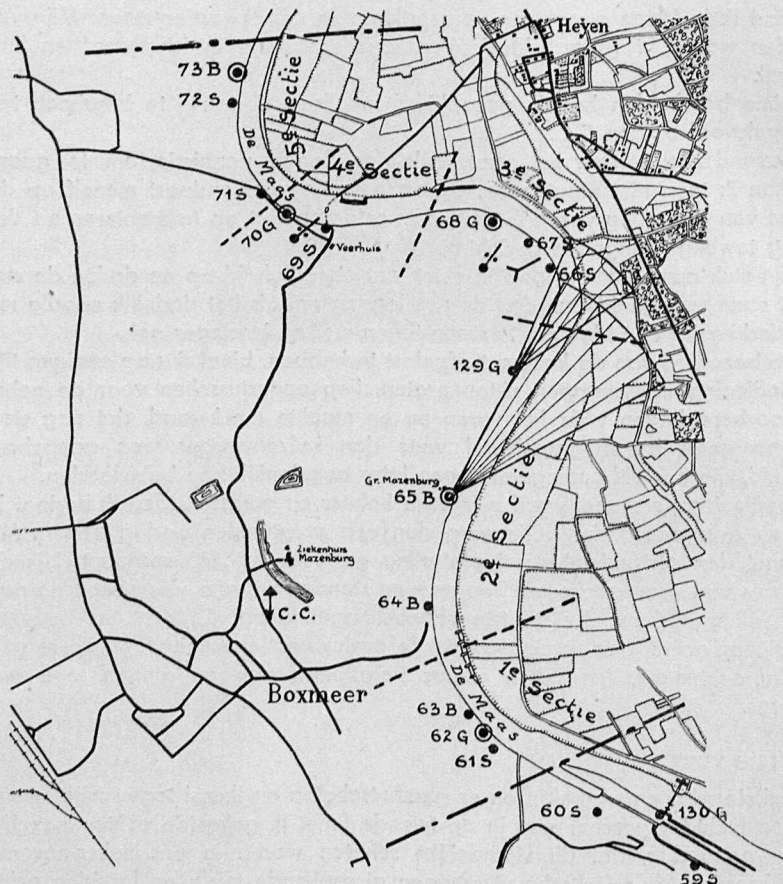 Heyen
73 B
72 S
5e Sectie
De Maas
4e Sectie
3e Sectie
71 S
70 G
69 S
Veerhuis
68 G
67 S
66 S
129 G
Gr. Mazenburg
65 B
2e Sectie
Ziekenhuis
Mazenburg
C.C.
64 B
Boxmeer
De Maas
1e Sectie
63 B
62 G
61 S
60 S
130 G
59 S